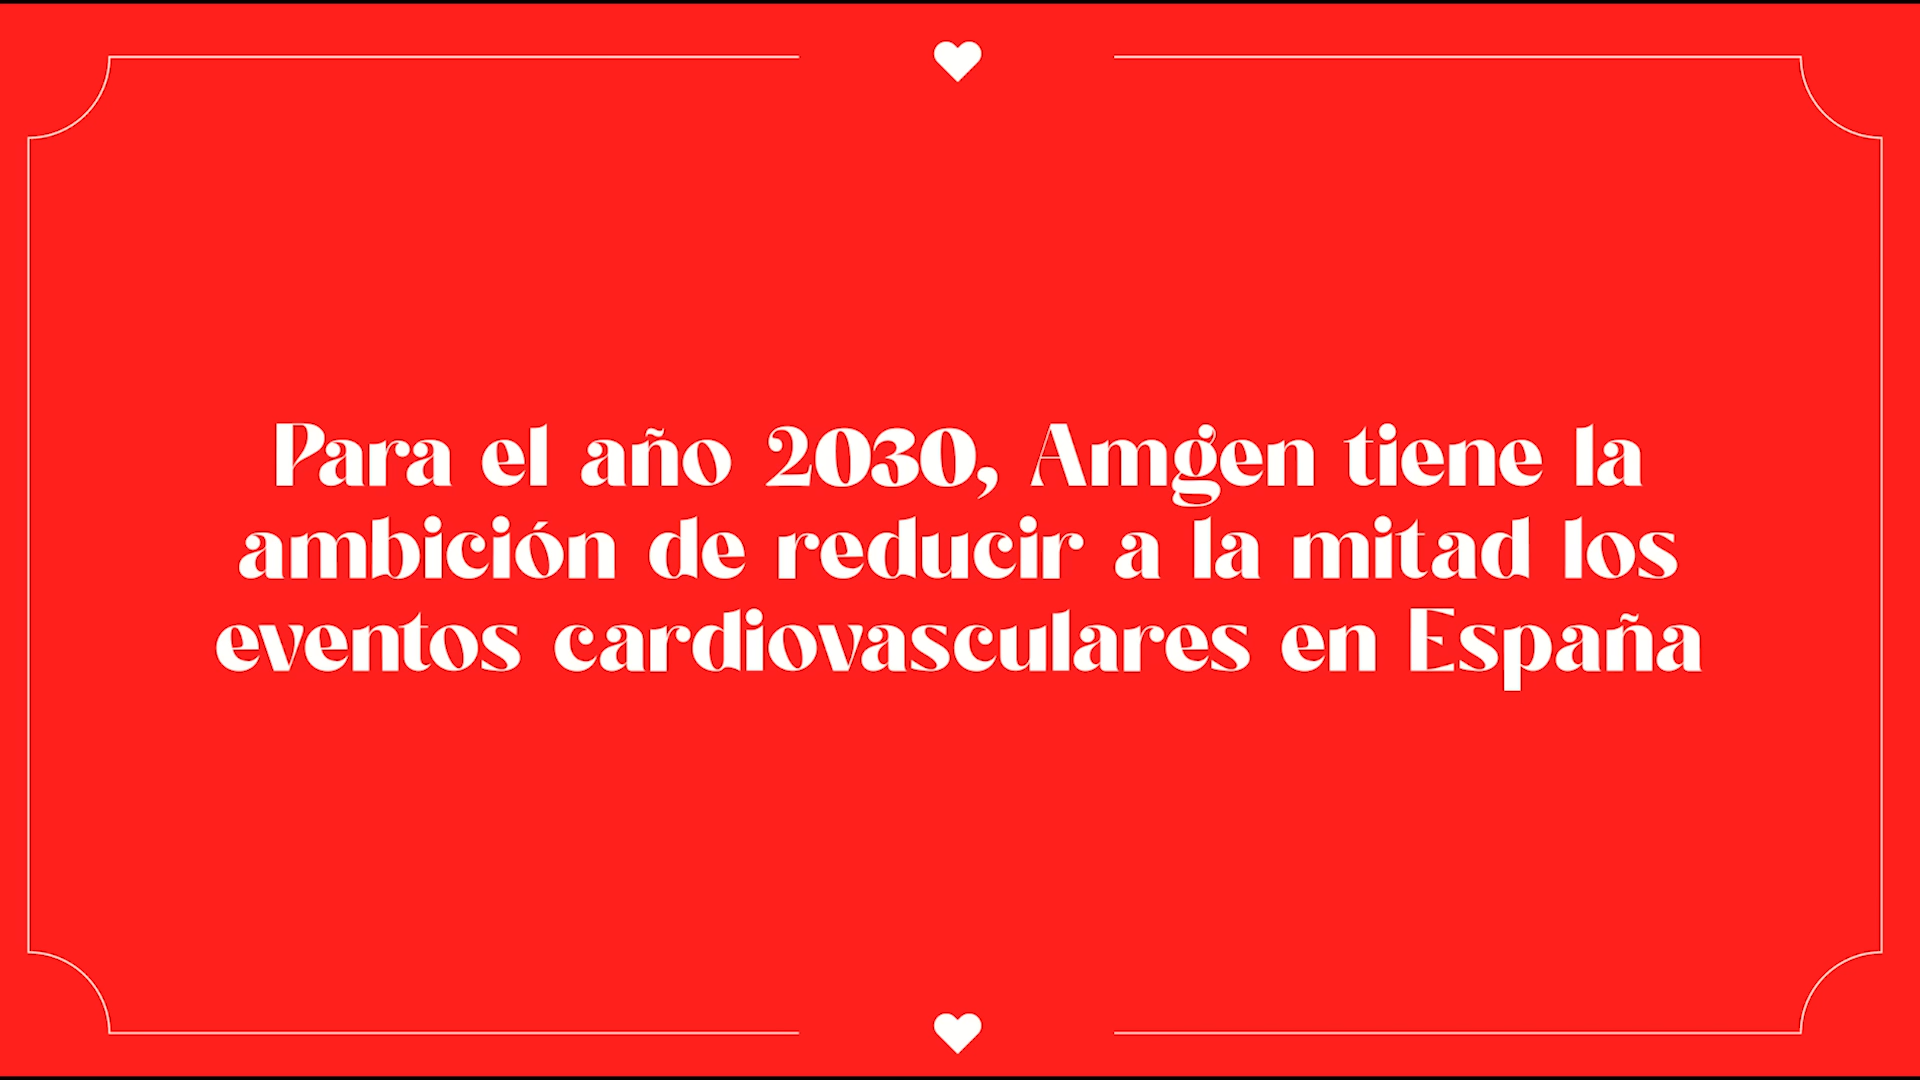 Para el año 2030, Amgen tiene la
ambición de reducir a la mitad los
eventos cardiovasculares en España